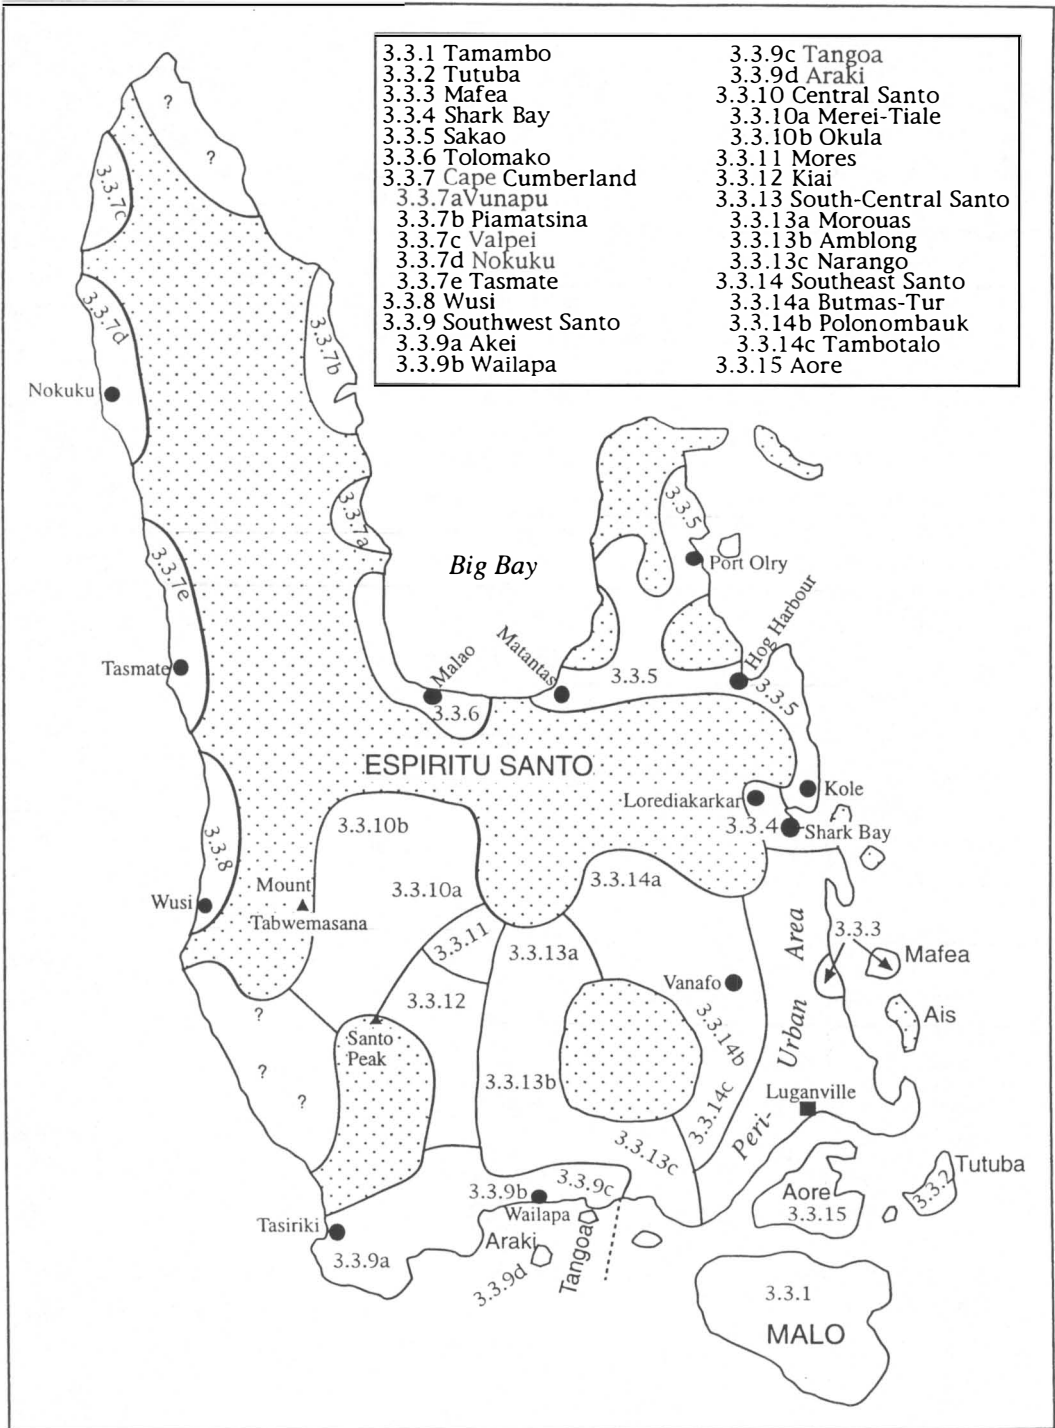 3.3.1 Tamambo
3.3.2 Tutuba
3.3.3 Mafea
3.3.4 Shark Bay
3.3.5 Sakao
3.3.6 Tolomako
3.3.7 Cape Cumberland
3.3.7aVunapu
3.3.7b Piamatsina
3.3.7c Valpei
3.3.7d Nokuku
3.3.7e Tasmate
3.3.8 Wusi
3.3.9 Southwest Santo
3.3.9a Akei
3.3.9b Wailapa
3.3.9c Tangoa
3.3.9d Araki
3.3.10 Central Santo
3.3.10a Merei-Tiale
3.3.10b Okula
3.3.11 Mores
3.3.12 Kiai
3.3.13 South-Central Santo
3.3.13a Morouas
3.3.13b Amblong
3.3.13c Narango
3.3.14 Southeast Santo
3.3.14a Butmas-Tur
3.3.14b Polonombauk
3.3.14c Tambotalo
3.3.15 Aore
?
?
3.3.7c
3.3.7d
3.3.7b
Nokuku
3.3.7a
3.3.5
Big Bay
Port Olry
3.3.7e
Hog Harbour
Tasmate
Malao
Matantas
3.3.5
3.3.5
3.3.6
ESPIRITU SANTO
Lorediakarkar
Kole
3.3.4
Shark Bay
3.3.10b
3.3.8
3.3.10a
3.3.14a
Mount
Tabwemasana
Wusi
3.3.11
3.3.13a
3.3.3
Mafea
3.3.12
Vanafo
Ais
?
Santo
Peak
?
?
3.3.13b
3.3.14b
3.3.14c
Peri-
Urban
Area
Luganville
3.3.13c
Tutuba
3.3.2
3.3.9b
3.3.9c
Aore
3.3.15
Wailapa
Tasiriki
Araki
3.3.9a
3.3.9d
Tangoa
3.3.1
MALO